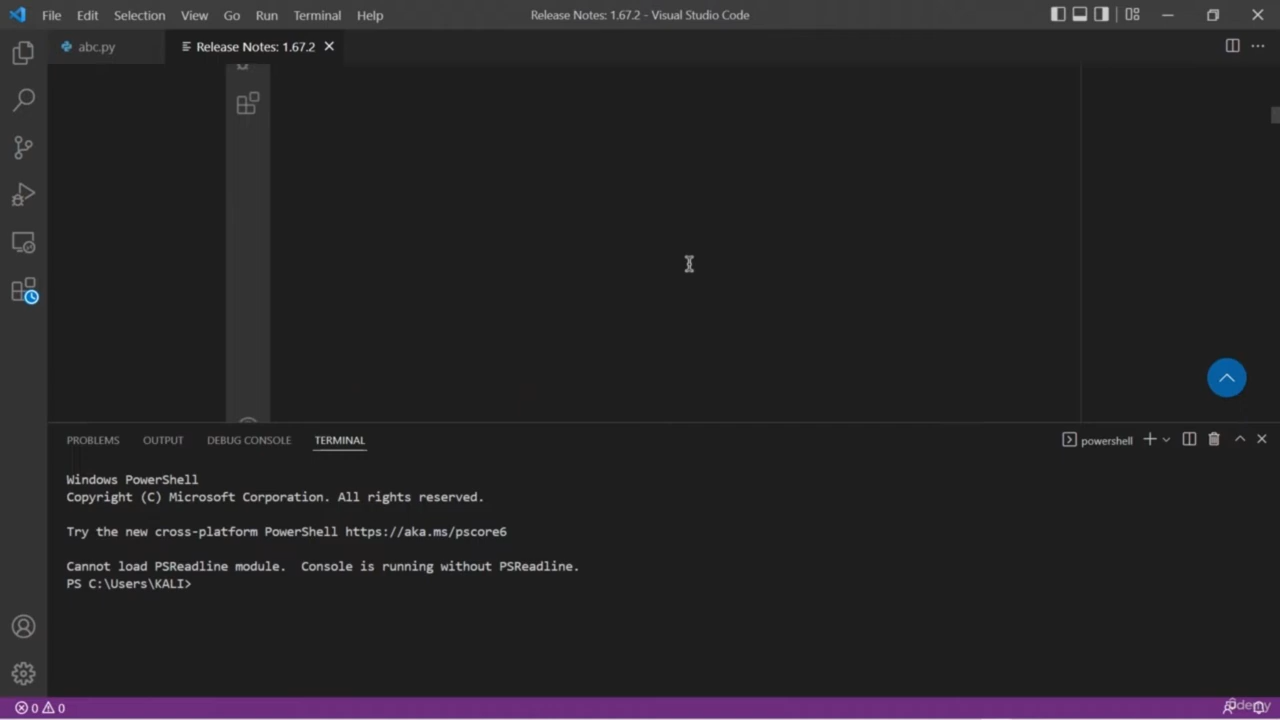 File Edit Selection View Go Run Terminal Help Release Notes: 1.67.2 - Visual Studio Code
abc.py Release Notes: 1.67.2
PROBLEMS OUTPUT DEBUG CONSOLE TERMINAL powershell
Windows PowerShell
Copyright (C) Microsoft Corporation. All rights reserved.
Try the new cross-platform PowerShell https://aka.ms/pscore6
Cannot load PSReadline module.  Console is running without PSReadline.
PS C:\Users\KALI>
0 0 Udemy